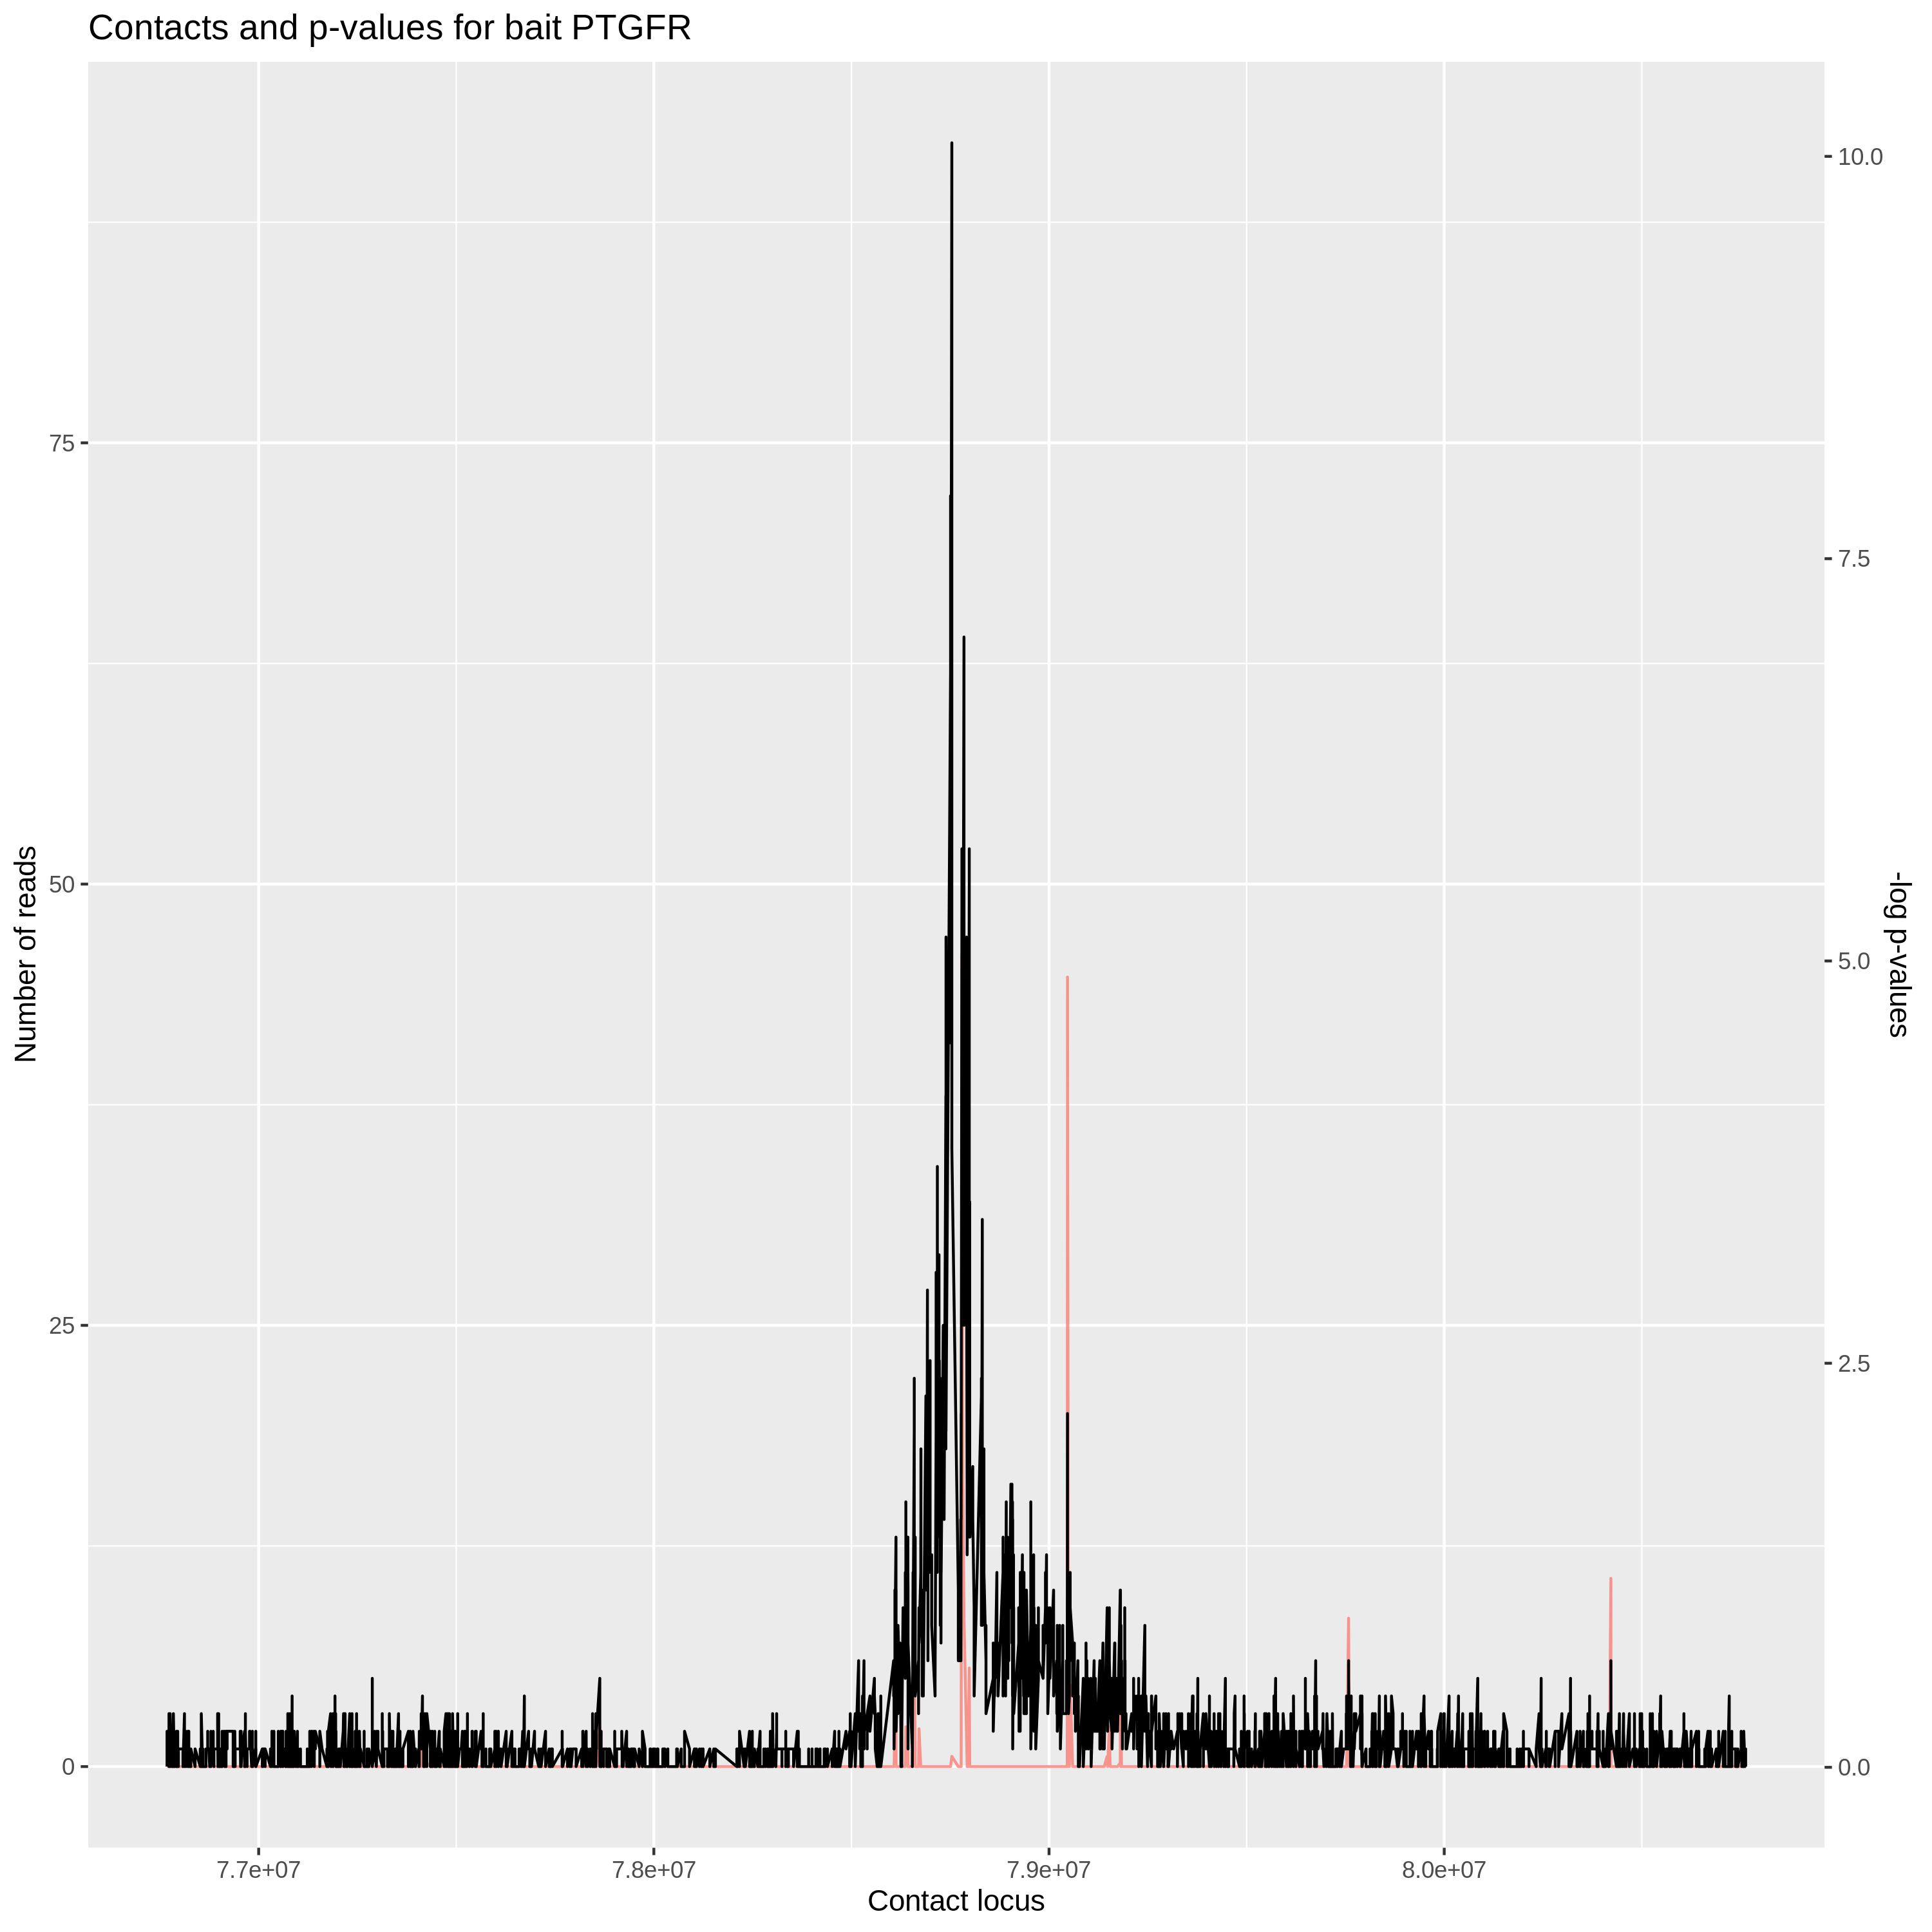 Contacts and p-values for bait PTGFR
10.0
75
7.5
50
5.0
25
2.5
0
0.0
Number of reads
-log p-values
7.7e+07
7.8e+07
7.9e+07
8.0e+07
Contact locus